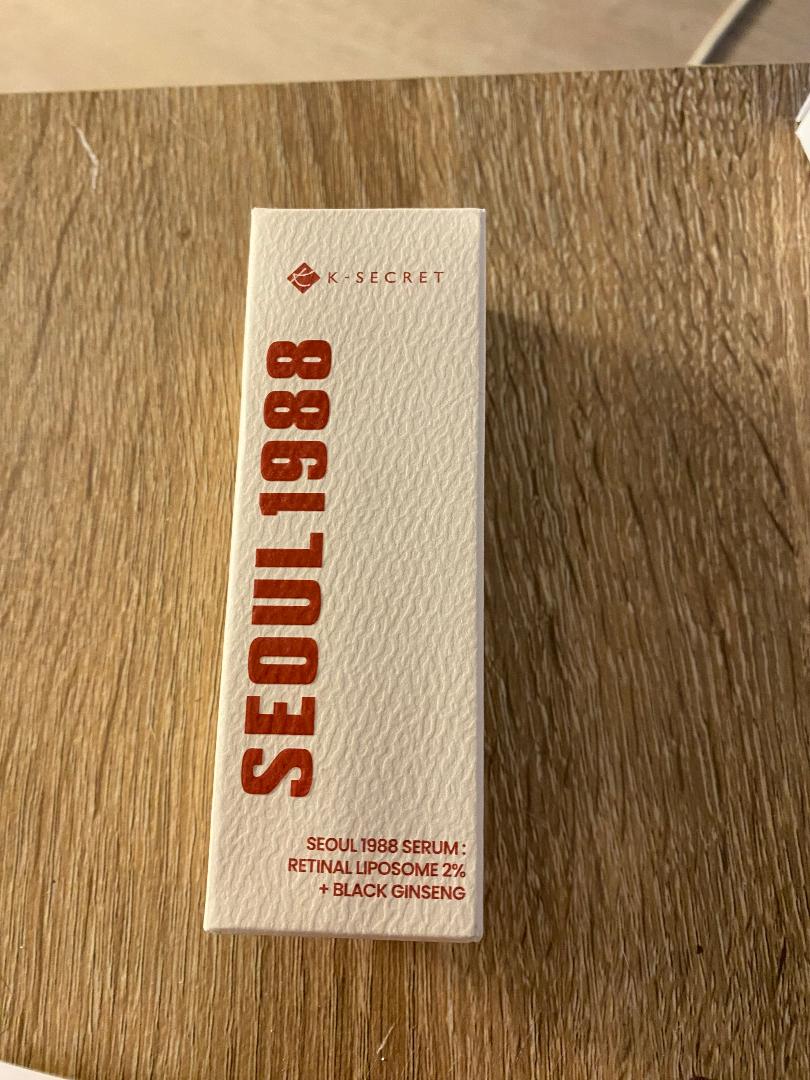 K-SECRET
SEOUL1988
SEOUL 1988 SERUM :
RETINAL LIPOSOME 2%
+ BLACK GINSENG